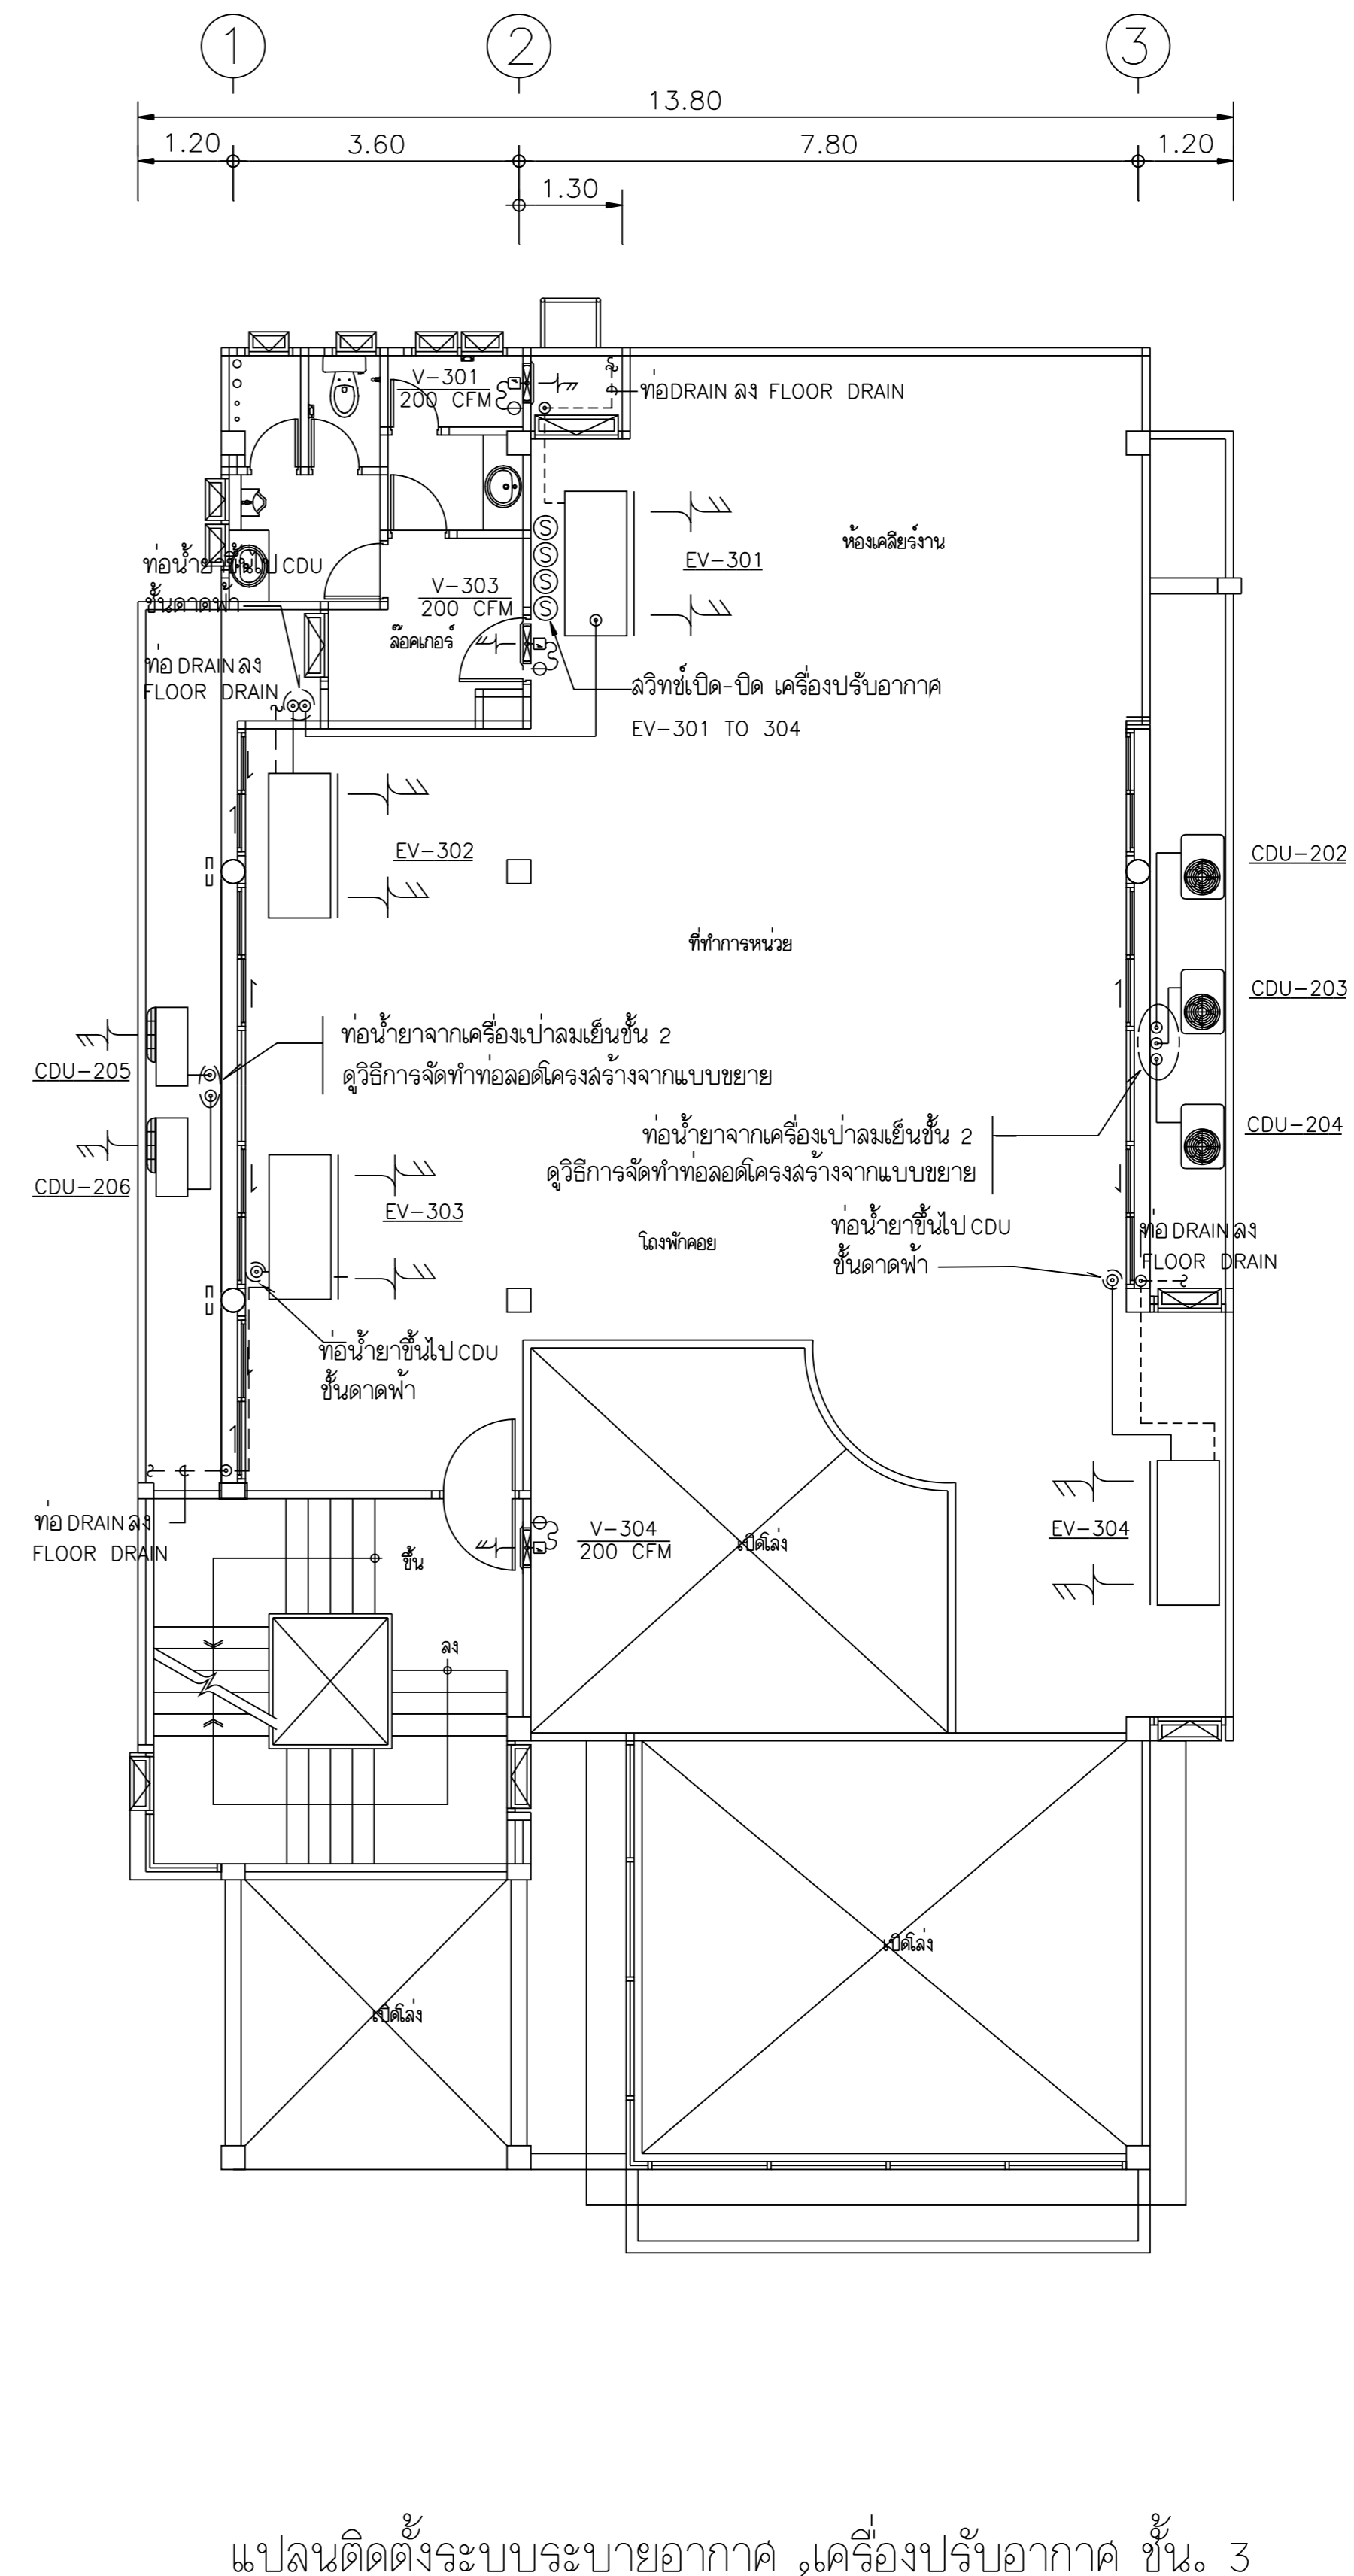 1
2
3
13.80
1.20
3.60
7.80
1.20
1.30
V-301
200 CFM
ท่อDRAIN ลง FLOOR DRAIN
ห้องเคลียร์งาน
EV-301
ท่อน้ำยาขึ้นไป CDU
ชั้นดาดฟ้า
V-303
200 CFM
ล๊อคเกอร์
ท่อ DRAIN ลง
FLOOR DRAIN
S
S
S
S
สวิทช์เปิด-ปิด เครื่องปรับอากาศ
EV-301 TO 304
EV-302
CDU-202
ที่ทำการหน่วย
CDU-203
ท่อน้ำยาจากเครื่องเป่าลมเย็นชั้น 2
ดูวิธีการจัดทำท่อลอดโครงสร้างจากแบบขยาย
CDU-205
ท่อน้ำยาจากเครื่องเป่าลมเย็นชั้น 2
ดูวิธีการจัดทำท่อลอดโครงสร้างจากแบบขยาย
CDU-204
CDU-206
EV-303
โถงพักคอย
ท่อน้ำยาขึ้นไป CDU
ชั้นดาดฟ้า
ท่อ DRAIN ลง
FLOOR DRAIN
ท่อน้ำยาขึ้นไป CDU
ชั้นดาดฟ้า
ท่อ DRAIN ลง
FLOOR DRAIN
V-304
200 CFM
เปิดโล่ง
EV-304
ขึ้น
ลง
เปิดโล่ง
เปิดโล่ง
แปลนติดตั้งระบบระบายอากาศ ,เครื่องปรับอากาศ ชั้น. 3